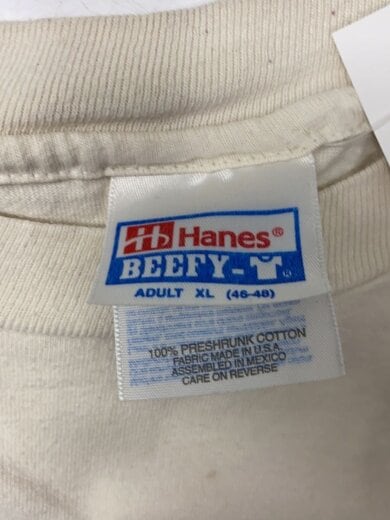 Hanes®
BEEFY-T®
ADULT XL (46-48)
100% PRESHRUNK COTTON
FABRIC MADE IN U.S.A.
ASSEMBLED IN MEXICO
CARE ON REVERSE